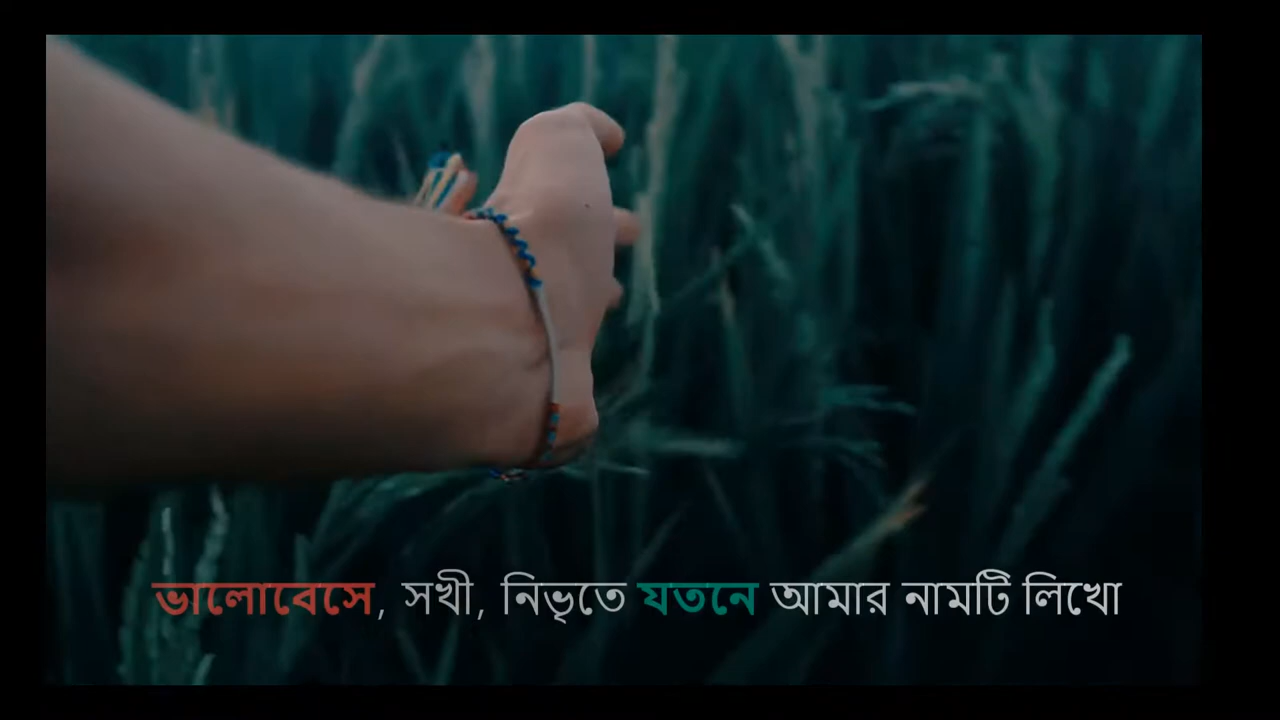 ভালোবেসে, সখী, নিভৃতে যতনে আমার নামটি লিখো